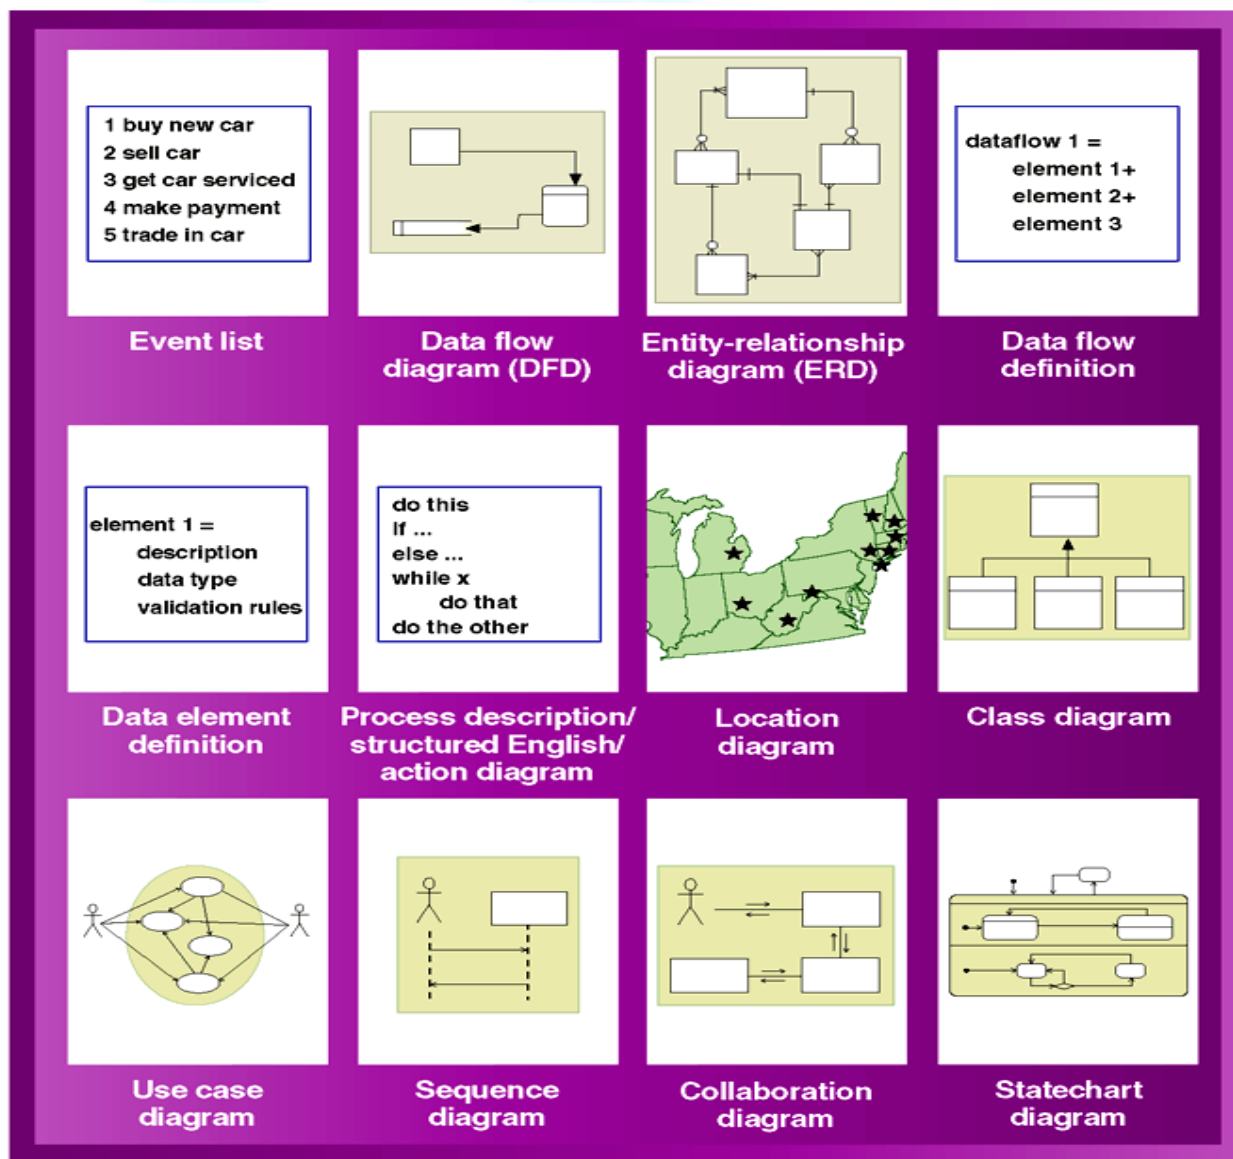 1 buy new car
2 sell car
3 get car serviced
4 make payment
5 trade in car
Event list
Data flow
diagram (DFD)
Entity-relationship
diagram (ERD)
dataflow 1 =
element 1+
element 2+
element 3
Data flow
definition
element 1 =
description
data type
validation rules
Data element
definition
do this
If ...
else ...
while x
do that
do the other
Process description/
structured English/
action diagram
Location
diagram
Class diagram
Use case
diagram
Sequence
diagram
Collaboration
diagram
Statechart
diagram